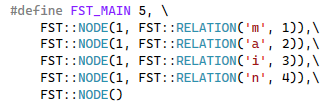 #define FST_MAIN 5, \
FST::NODE(1, FST::RELATION('m', 1)),\
FST::NODE(1, FST::RELATION('a', 2)),\
FST::NODE(1, FST::RELATION('i', 3)),\
FST::NODE(1, FST::RELATION('n', 4)),\
FST::NODE()